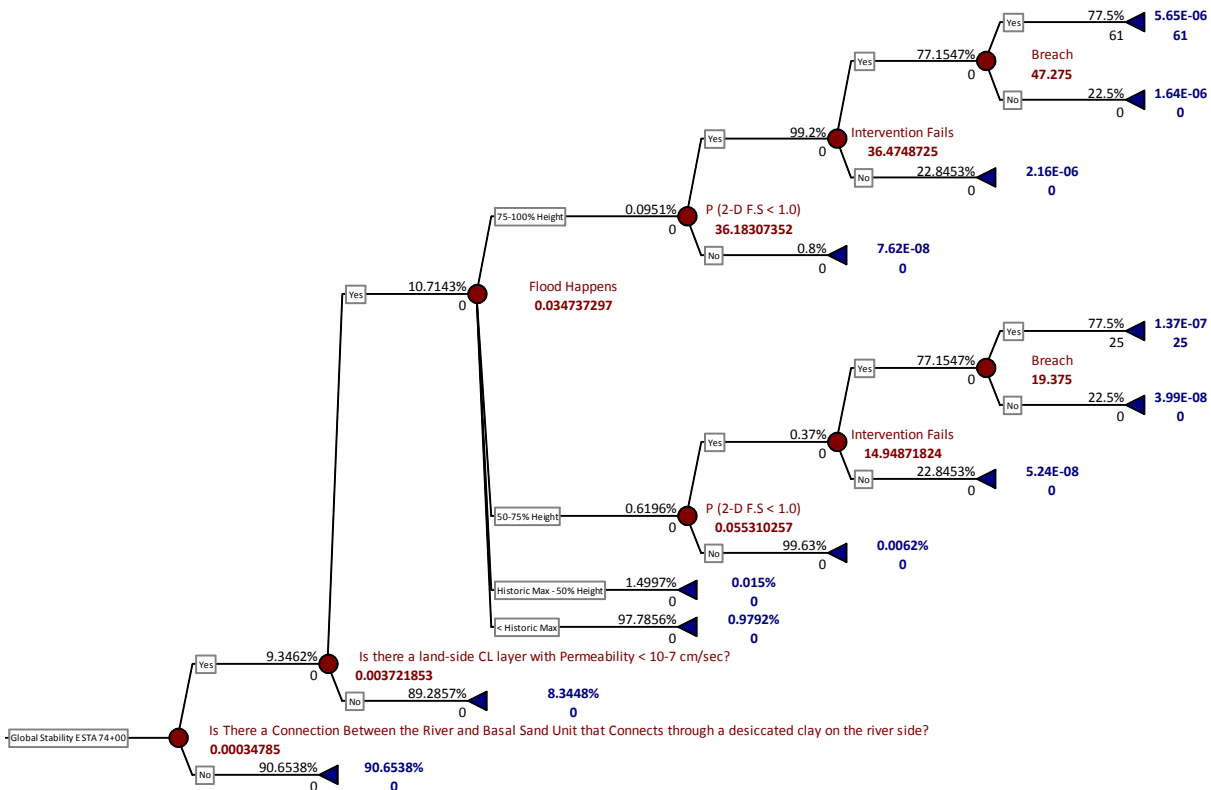 Yes 77.5% 5.65E-06
61 61
Yes 77.1547% Breach
0 47.275
No 22.5% 1.64E-06
0 0
Yes 99.2% Intervention Fails
0 36.4748725
No 22.8453% 2.16E-06
0 0
75-100% Height 0.0951% P (2-D F.S < 1.0)
0 36.18307352
No 0.8% 7.62E-08
0 0
Yes 10.7143% Flood Happens
0 0.034737297
Yes 77.5% 1.37E-07
25 25
Yes 77.1547% Breach
0 19.375
No 22.5% 3.99E-08
0 0
Yes 0.37% Intervention Fails
0 14.94871824
No 22.8453% 5.24E-08
0 0
50-75% Height 0.6196% P (2-D F.S < 1.0)
0 0.055310257
No 99.63% 0.0062%
0 0
Historic Max - 50% Height 1.4997% 0.015%
0 0
< Historic Max 97.7856% 0.9792%
0 0
Yes 9.3462% Is there a land-side CL layer with Permeability < 10-7 cm/sec?
0 0.003721853
No 89.2857% 8.3448%
0 0
Global Stability E STA 74+00 Is There a Connection Between the River and Basal Sand Unit that Connects through a desiccated clay on the river side?
0.00034785
No 90.6538% 90.6538%
0 0